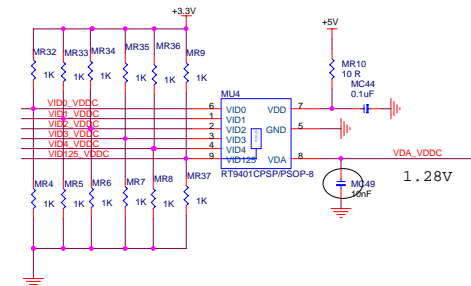 +3.3V
+5V
MR32
MR33
MR34
MR35
MR36
MR9
1K
1K
1K
1K
1K
1K
MR10
10 R
MC44
0.1uF
MU4
VID0_VDDC
VID1_VDDC
VID2_VDDC
VID3_VDDC
VID4_VDDC
VID125_VDDC
6 VID0
1 VID1
2 VID2
3 VID3
4 VID4
9 VID125
VDD 7
GND 5
VDA 8
RT9401CPSP/PSOP-8
VDA_VDDC
1.28V
MC49
10nF
MR4
MR5
MR6
MR7
MR8
MR37
1K
1K
1K
1K
1K
1K